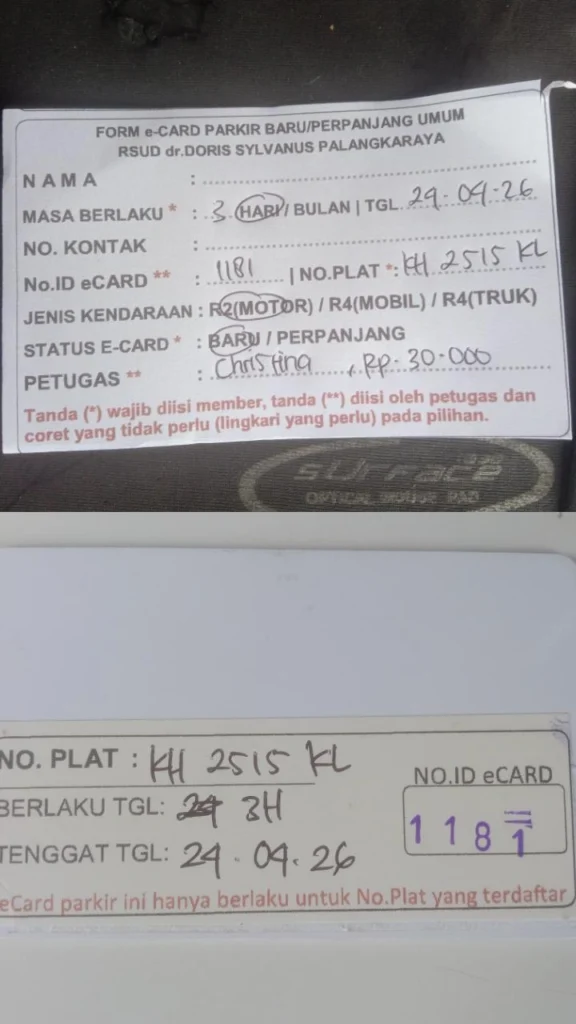 FORM e-CARD PARKIR BARU/PERPANJANG UMUM
RSUD dr.DORIS SYLVANUS PALANGKARAYA
NAMA :
MASA BERLAKU * : 3 HARI / BULAN | TGL. 24-04-26
NO. KONTAK :
No.ID eCARD ** : 1181 | NO.PLAT *: KH 2515 KL
JENIS KENDARAAN : R2(MOTOR) / R4(MOBIL) / R4(TRUK)
STATUS E-CARD * : BARU / PERPANJANG
PETUGAS ** : Christina , Rp. 30.000
Tanda (*) wajib diisi member, tanda (**) diisi oleh petugas dan
coret yang tidak perlu (lingkari yang perlu) pada pilihan.
surface
OPTICAL MOUSE PAD
NO. PLAT : KH 2515 KL
BERLAKU TGL: 3H
TENGGAT TGL: 24.04.26
NO.ID eCARD
1181
eCard parkir ini hanya berlaku untuk No.Plat yang terdaftar